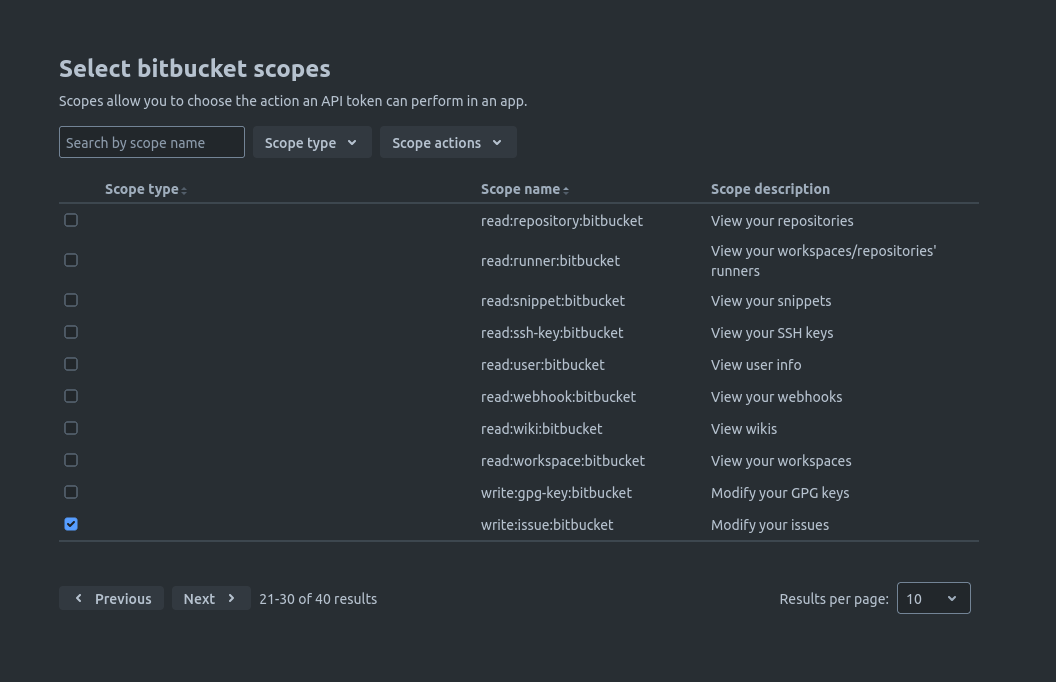 Select bitbucket scopes
Scopes allow you to choose the action an API token can perform in an app.
Search by scope name Scope type Scope actions
Scope type Scope name Scope description
read:repository:bitbucket View your repositories
read:runner:bitbucket View your workspaces/repositories'
runners
read:snippet:bitbucket View your snippets
read:ssh-key:bitbucket View your SSH keys
read:user:bitbucket View user info
read:webhook:bitbucket View your webhooks
read:wiki:bitbucket View wikis
read:workspace:bitbucket View your workspaces
write:gpg-key:bitbucket Modify your GPG keys
write:issue:bitbucket Modify your issues
Previous Next 21-30 of 40 results Results per page: 10